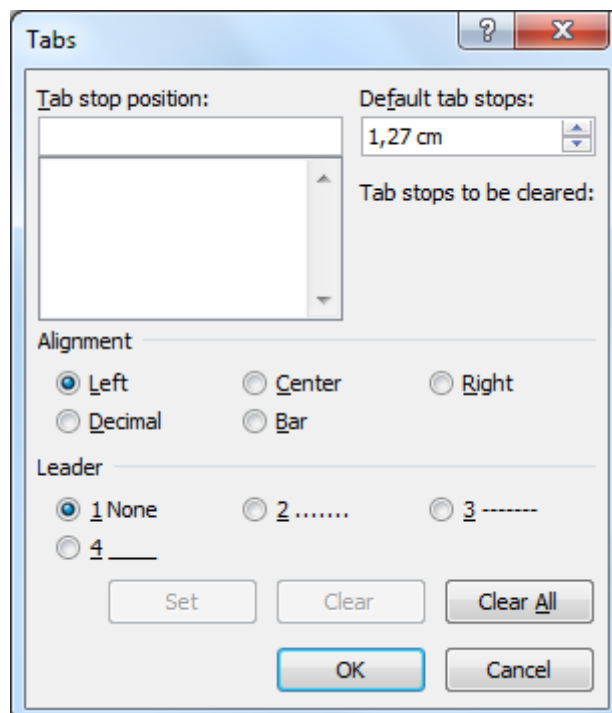 Tabs
Tab stop position:
Default tab stops:
1,27 cm
Tab stops to be cleared:
Alignment
Left Center Right
Decimal Bar
Leader
1 None 2 ....... 3 -------
4 ____
Set Clear Clear All
OK Cancel